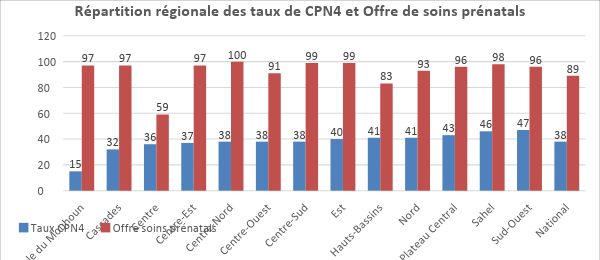 Répartition régionale des taux de CPN4 et Offre de soins prénatals
120
100
80
60
40
20
0
15 97
32 97
36 59
37 97
38 100
38 91
38 99
40 99
41 83
41 93
43 96
46 98
47 96
38 89
le du Mouhoun
Cascades
Centre
Centre-Est
Centre-Nord
Centre-Ouest
Centre-Sud
Est
Hauts-Bassins
Nord
Plateau Central
Sahel
Sud-Ouest
National
Taux CPN4
Offre soins prénatals